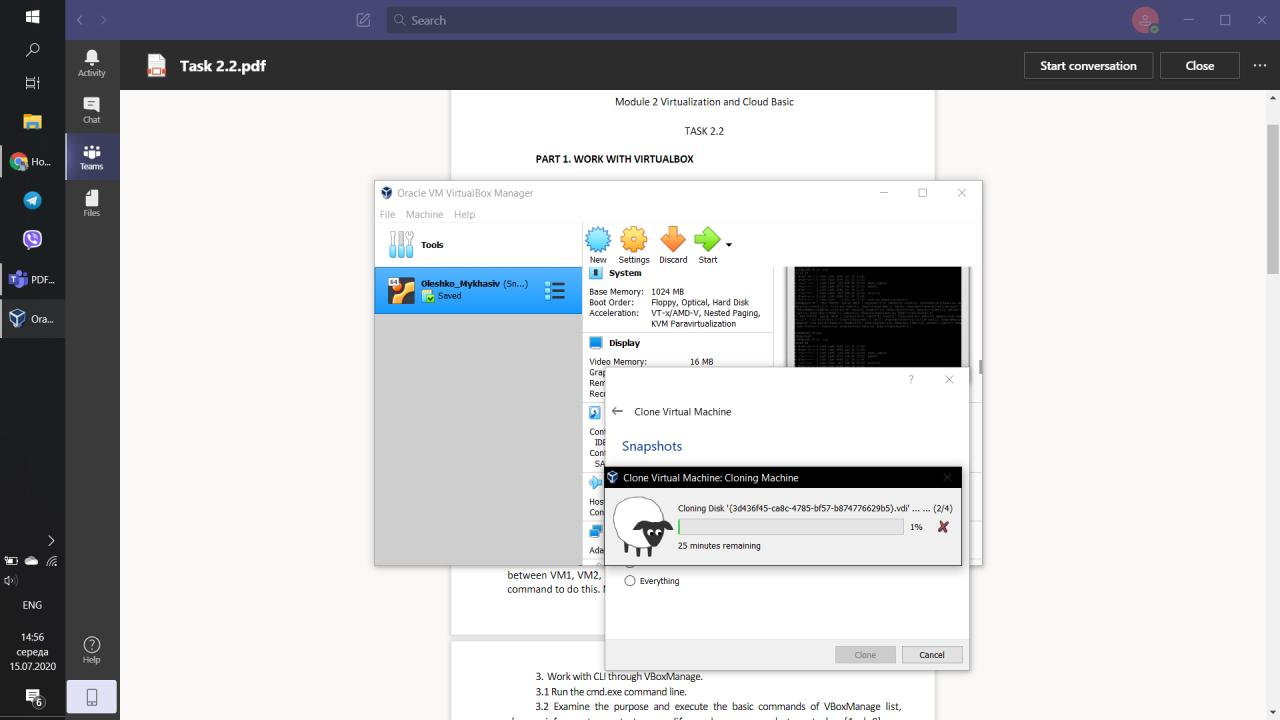 Search
Activity
Chat
Teams
Files
Help
Ho...
PDF...
Ora...
ENG
14:56
середа
15.07.2020
6
Task 2.2.pdf
Start conversation
Close
Module 2 Virtualization and Cloud Basic
TASK 2.2
PART 1. WORK WITH VIRTUALBOX
Oracle VM VirtualBox Manager
File Machine Help
Tools
New Settings Discard Start
64
Oleshko_Mykhasiv (Sn...)
Saved
System
Base Memory: 1024 MB
Boot Order: Floppy, Optical, Hard Disk
Acceleration: VT-x/AMD-V, Nested Paging,
KVM Paravirtualization
Display
Video Memory: 16 MB
Grap
Rem
Reco
Cont
IDE
Cont
SA
Hos
Con
Ada
?
Clone Virtual Machine
Snapshots
Clone Virtual Machine: Cloning Machine
Cloning Disk '{3d436f45-ca8c-4785-bf57-b874776629b5}.vdi' ... ... (2/4)
1%
25 minutes remaining
Everything
Clone Cancel
between VM1, VM2,
command to do this.
3. Work with CLI through VBoxManage.
3.1 Run the cmd.exe command line.
3.2 Examine the purpose and execute the basic commands of VBoxManage list,